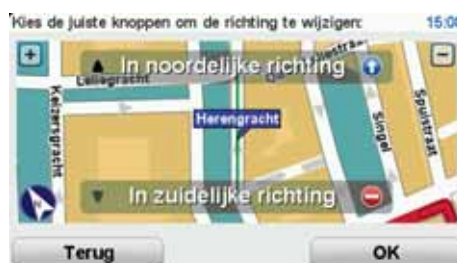 Kies de juiste knoppen om de richting te wijzigen:
15:00
+
In noordelijke richting
-
Leliegracht
Keizersgracht
Herengracht
Singel
Spuistraat
In zuidelijke richting
Terug
OK